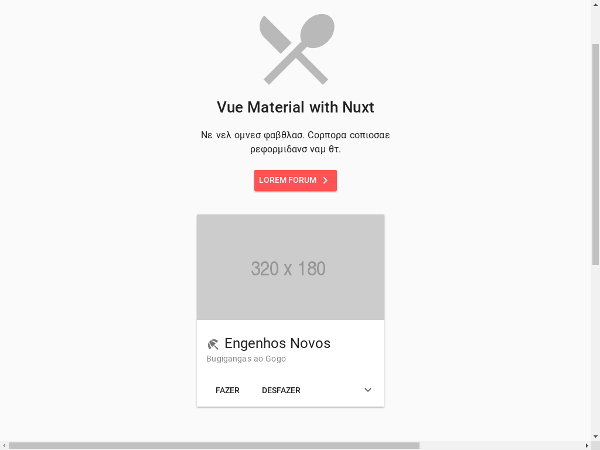 Vue Material with Nuxt
Νε νελ ομνεσ φαβθλασ. Cορπορα cοπιοσαε
ρεφορμιδανσ ναμ θτ.
LOREM FORUM
320 x 180
Engenhos Novos
Bugigangas ao Gogo
FAZER DESFAZER